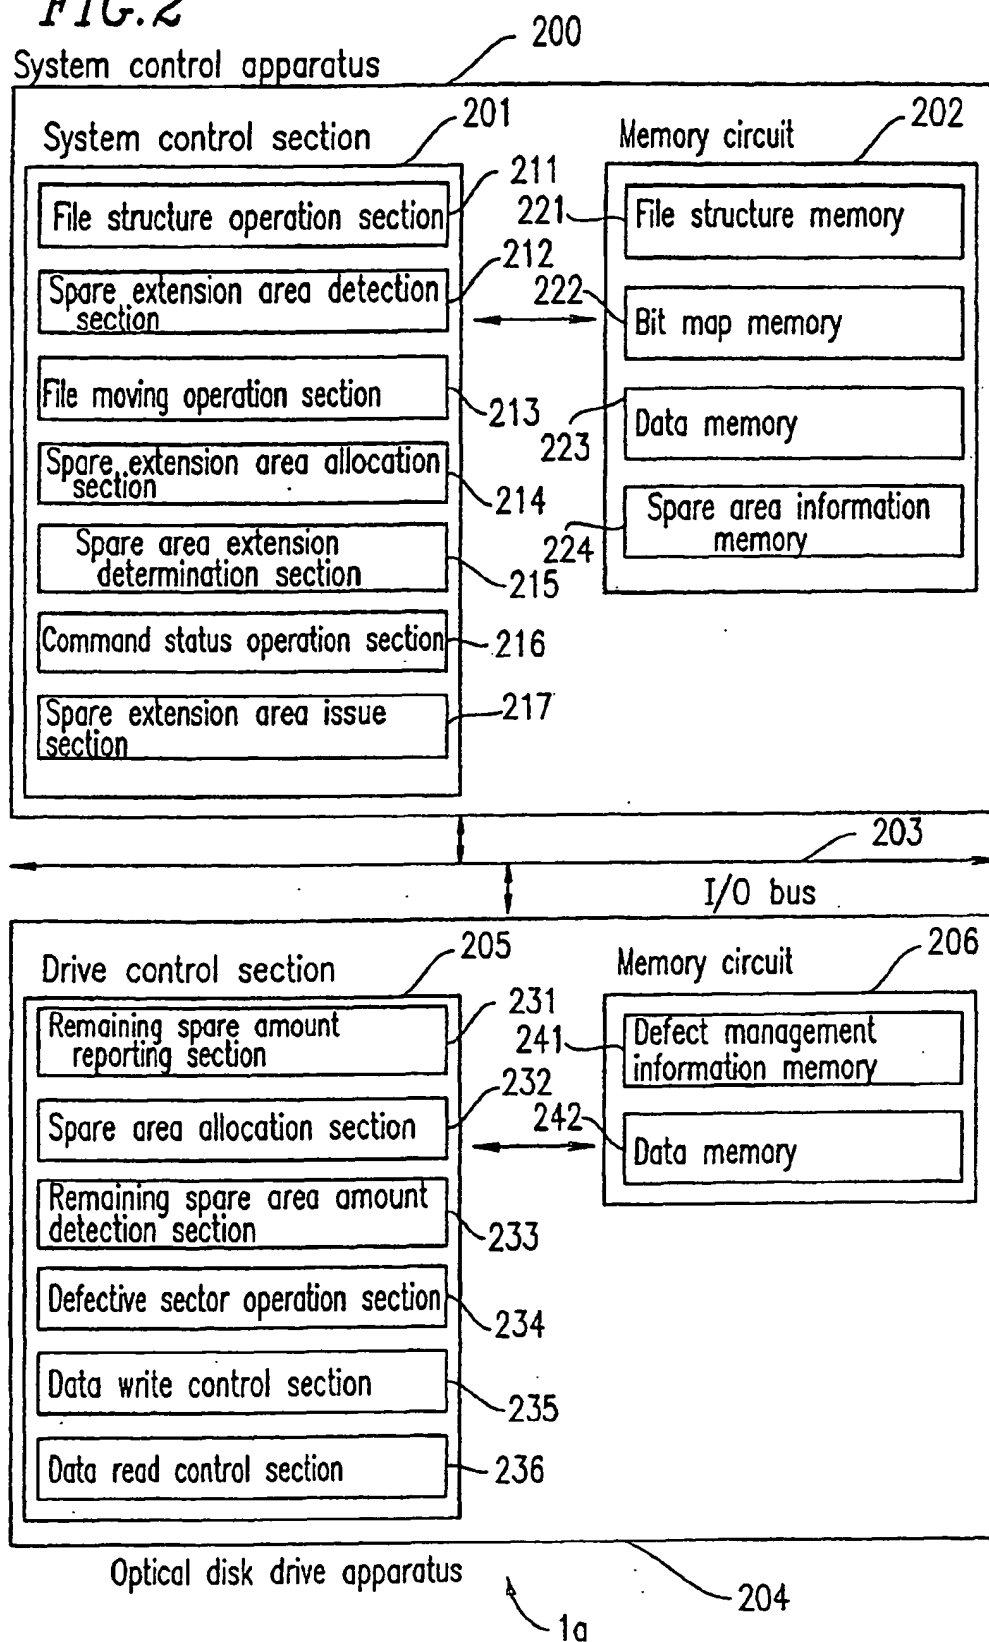 FIG.2
200
System control apparatus
System control section
201
File structure operation section
211
Spare extension area detection
section
212
File moving operation section
213
Spare extension area allocation
section
214
Spare area extension
determination section
215
Command status operation section
216
Spare extension area issue
section
217
Memory circuit
202
221
File structure memory
222
Bit map memory
223
Data memory
224
Spare area information
memory
203
I/O bus
Drive control section
205
Remaining spare amount
reporting section
231
Spare area allocation section
232
Remaining spare area amount
detection section
233
Defective sector operation section
234
Data write control section
235
Data read control section
236
Memory circuit
206
241
Defect management
information memory
242
Data memory
Optical disk drive apparatus
204
1a